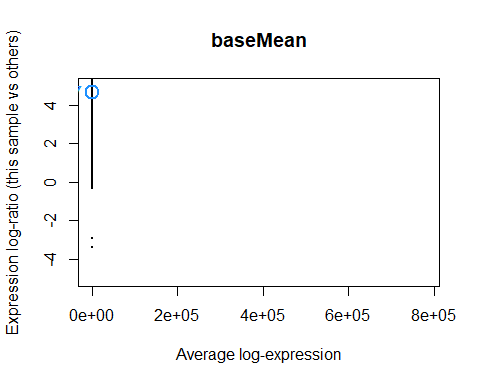 baseMean
Expression log-ratio (this sample vs others)
4
2
0
-2
-4
0e+00 2e+05 4e+05 6e+05 8e+05
Average log-expression